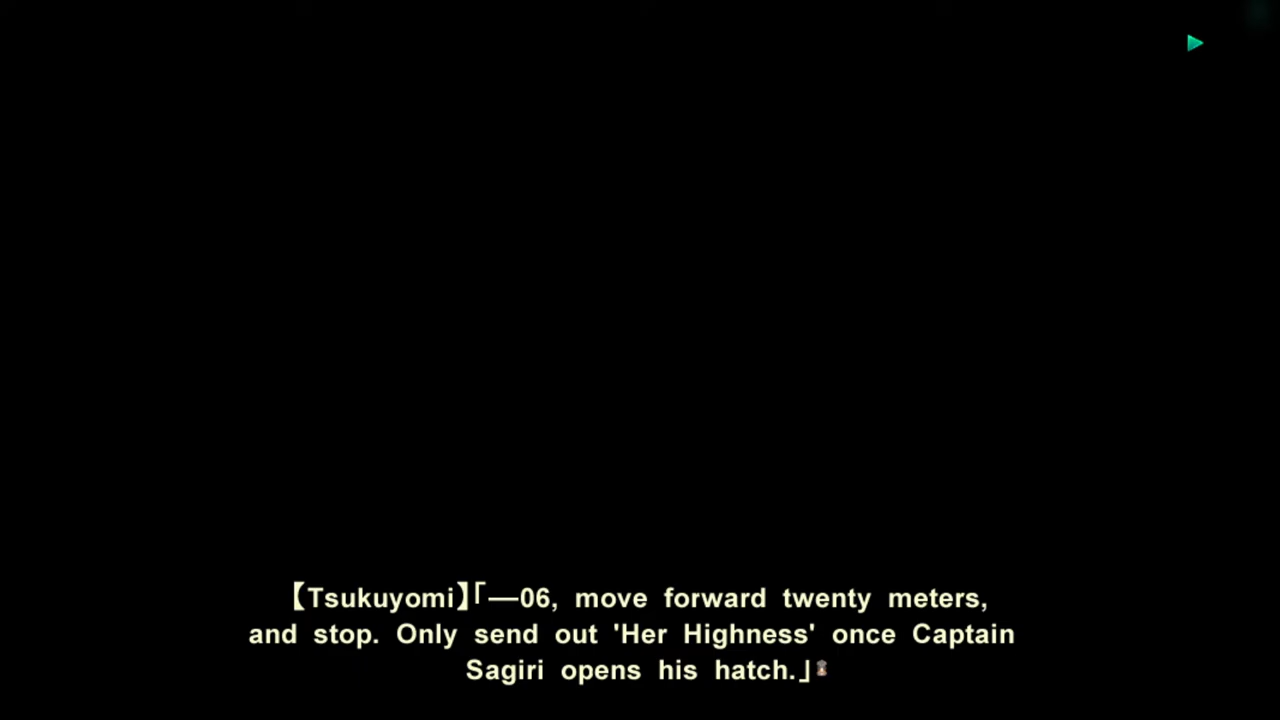 【Tsukuyomi】「—06, move forward twenty meters,
and stop. Only send out 'Her Highness' once Captain
Sagiri opens his hatch.」